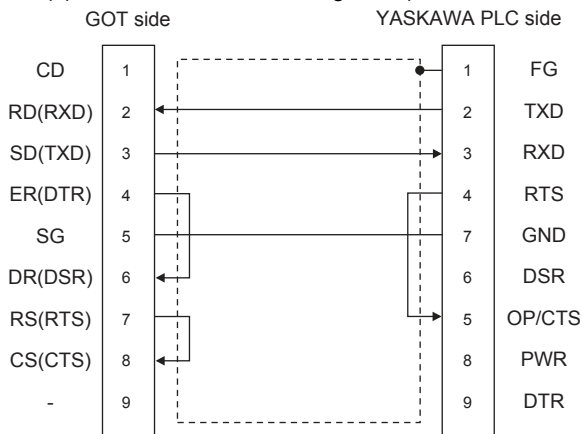 GOT side YASKAWA PLC side
CD 1 1 FG
RD(RXD) 2 2 TXD
SD(TXD) 3 3 RXD
ER(DTR) 4 4 RTS
SG 5 7 GND
DR(DSR) 6 6 DSR
RS(RTS) 7 5 OP/CTS
CS(CTS) 8 8 PWR
- 9 9 DTR